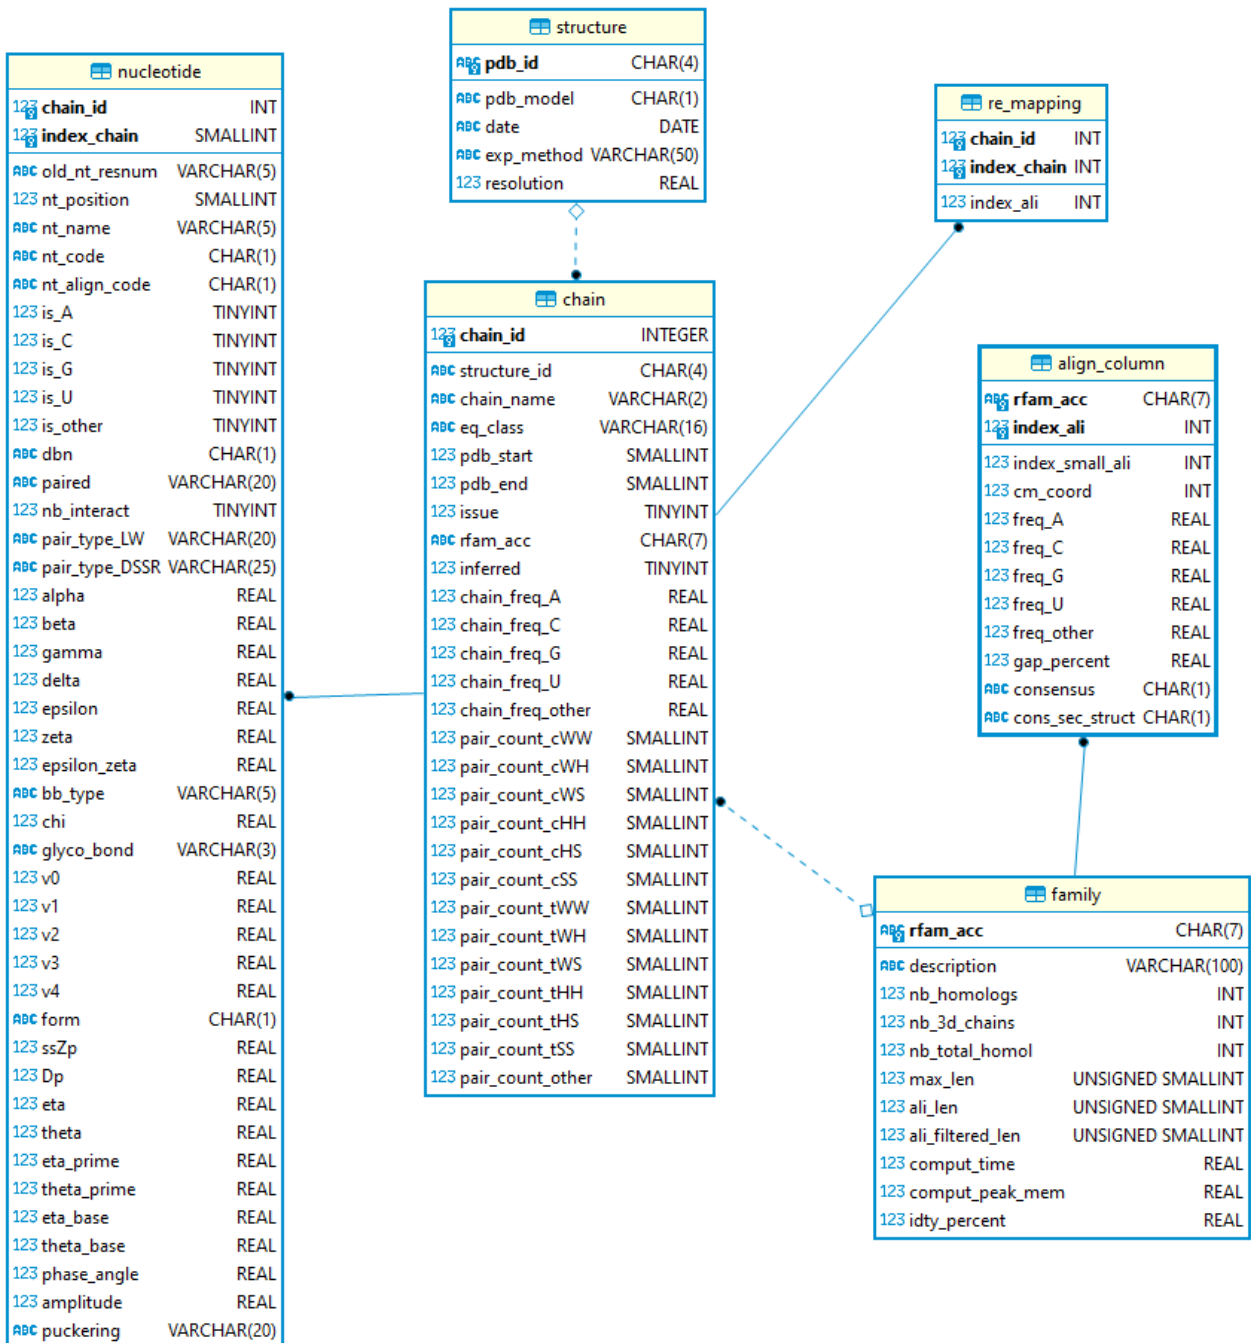 structure
pdb_id CHAR(4)
pdb_model CHAR(1)
date DATE
exp_method VARCHAR(50)
resolution REAL
nucleotide
chain_id INT
index_chain SMALLINT
old_nt_resnum VARCHAR(5)
nt_position SMALLINT
nt_name VARCHAR(5)
nt_code CHAR(1)
nt_align_code CHAR(1)
is_A TINYINT
is_C TINYINT
is_G TINYINT
is_U TINYINT
is_other TINYINT
dbn CHAR(1)
paired VARCHAR(20)
nb_interact TINYINT
pair_type_LW VARCHAR(20)
pair_type_DSSR VARCHAR(25)
alpha REAL
beta REAL
gamma REAL
delta REAL
epsilon REAL
zeta REAL
epsilon_zeta REAL
bb_type VARCHAR(5)
chi REAL
glyco_bond VARCHAR(3)
v0 REAL
v1 REAL
v2 REAL
v3 REAL
v4 REAL
form CHAR(1)
ssZp REAL
Dp REAL
eta REAL
theta REAL
eta_prime REAL
theta_prime REAL
eta_base REAL
theta_base REAL
phase_angle REAL
amplitude REAL
puckering VARCHAR(20)
re_mapping
chain_id INT
index_chain INT
index_ali INT
chain
chain_id INTEGER
structure_id CHAR(4)
chain_name VARCHAR(2)
eq_class VARCHAR(16)
pdb_start SMALLINT
pdb_end SMALLINT
issue TINYINT
rfam_acc CHAR(7)
inferred TINYINT
chain_freq_A REAL
chain_freq_C REAL
chain_freq_G REAL
chain_freq_U REAL
chain_freq_other REAL
pair_count_cWW SMALLINT
pair_count_cWH SMALLINT
pair_count_cWS SMALLINT
pair_count_cHH SMALLINT
pair_count_cHS SMALLINT
pair_count_cSS SMALLINT
pair_count_tWW SMALLINT
pair_count_tWH SMALLINT
pair_count_tWS SMALLINT
pair_count_tHH SMALLINT
pair_count_tHS SMALLINT
pair_count_tSS SMALLINT
pair_count_other SMALLINT
align_column
rfam_acc CHAR(7)
index_ali INT
index_small_ali INT
cm_coord INT
freq_A REAL
freq_C REAL
freq_G REAL
freq_U REAL
freq_other REAL
gap_percent REAL
consensus CHAR(1)
cons_sec_struct CHAR(1)
family
rfam_acc CHAR(7)
description VARCHAR(100)
nb_homologs INT
nb_3d_chains INT
nb_total_homol INT
max_len UNSIGNED SMALLINT
ali_len UNSIGNED SMALLINT
ali_filtered_len UNSIGNED SMALLINT
comput_time REAL
comput_peak_mem REAL
idty_percent REAL